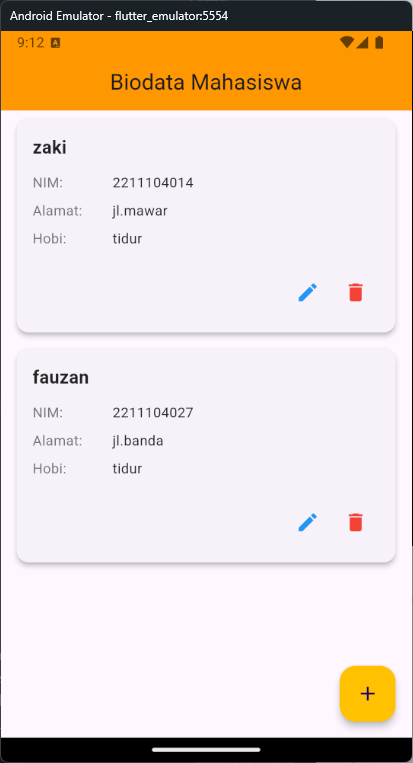 Android Emulator - flutter_emulator:5554
9:12 A
Biodata Mahasiswa
zaki
NIM: 2211104014
Alamat: jl.mawar
Hobi: tidur
fauzan
NIM: 2211104027
Alamat: jl.banda
Hobi: tidur
+